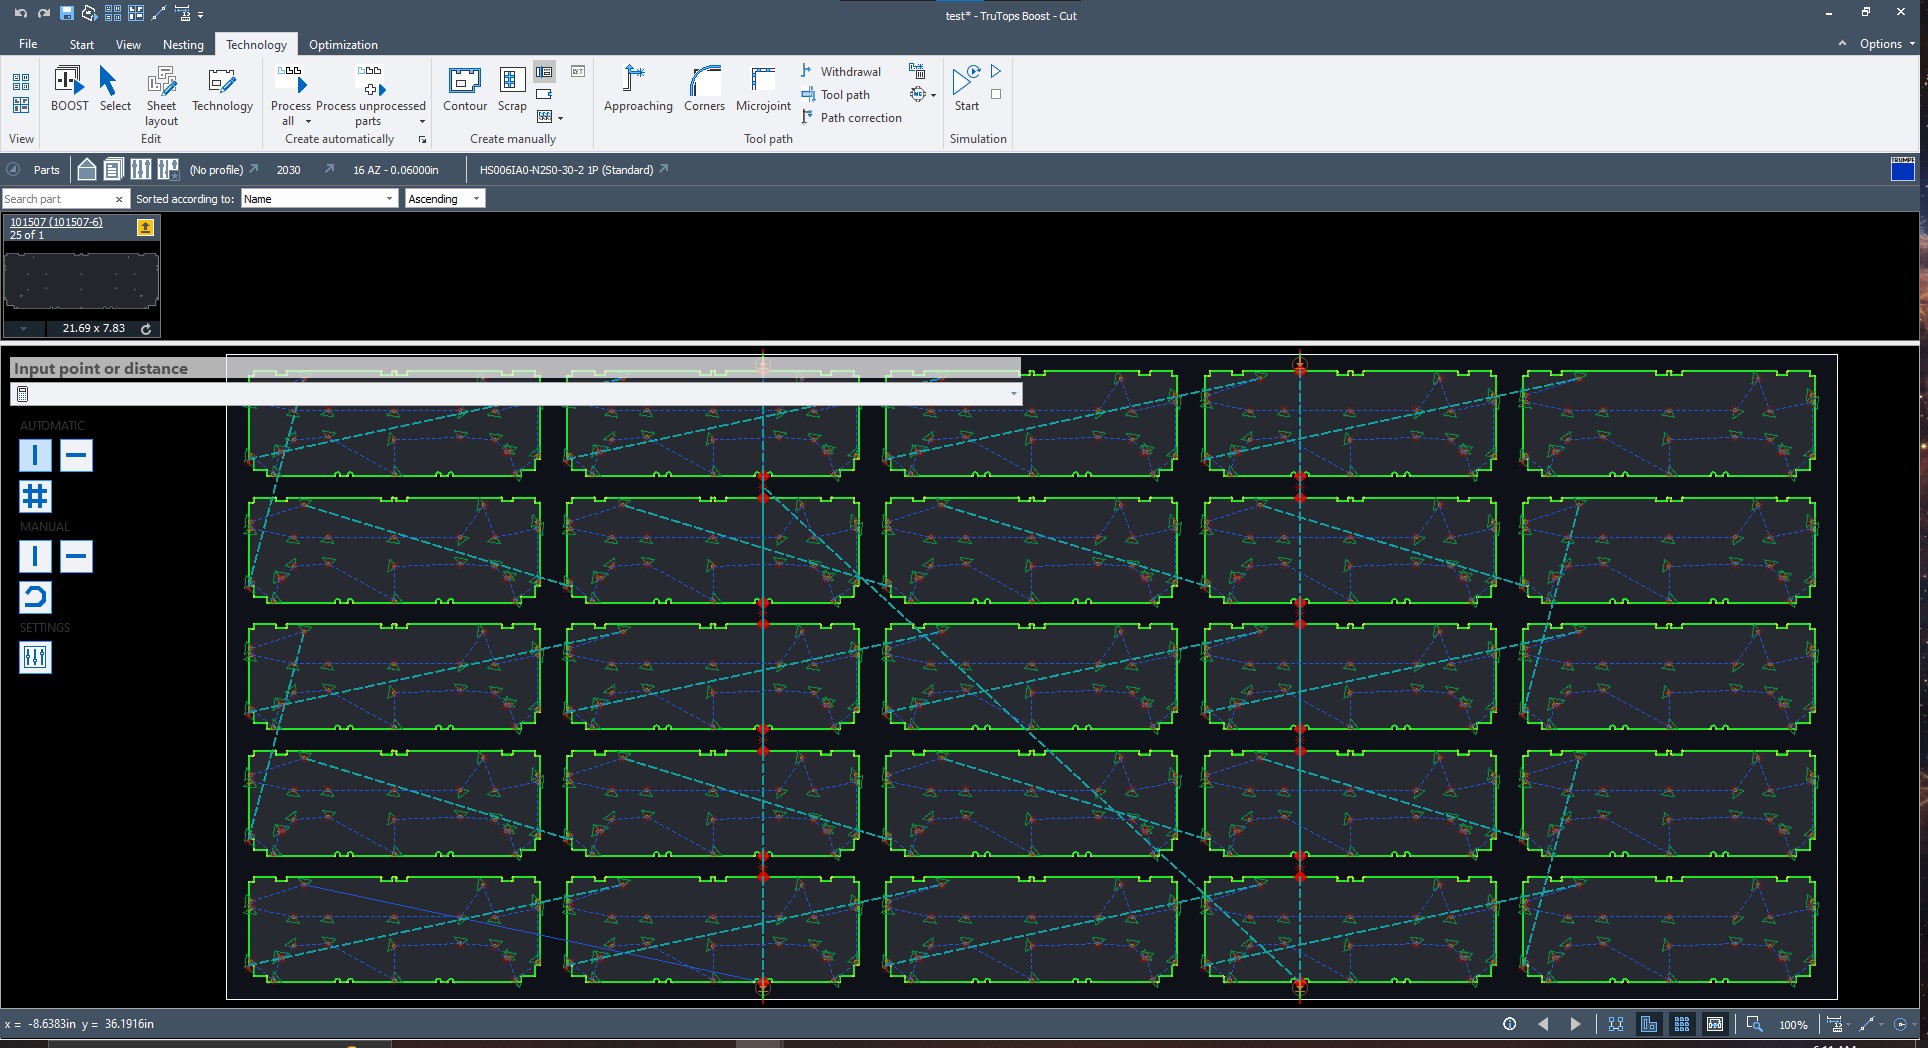 test* - TruTops Boost - Cut
File Start View Nesting Technology Optimization Options
BOOST Select Sheet layout Technology
Process all Process unprocessed parts
Contour Scrap
Approaching Corners Microjoint
Withdrawal
Tool path
Path correction
Start
View Edit Create automatically Create manually Tool path Simulation
Parts (No profile) 2030 16 AZ - 0.06000in HS006IA0-N2S0-30-2 1P (Standard) TRUMPF
Search part Sorted according to: Name Ascending
101507 (101507-6)
25 of 1
21.69 x 7.83
Input point or distance
AUTOMATIC
MANUAL
SETTINGS
x = -8.6383in y = 36.1916in 100%